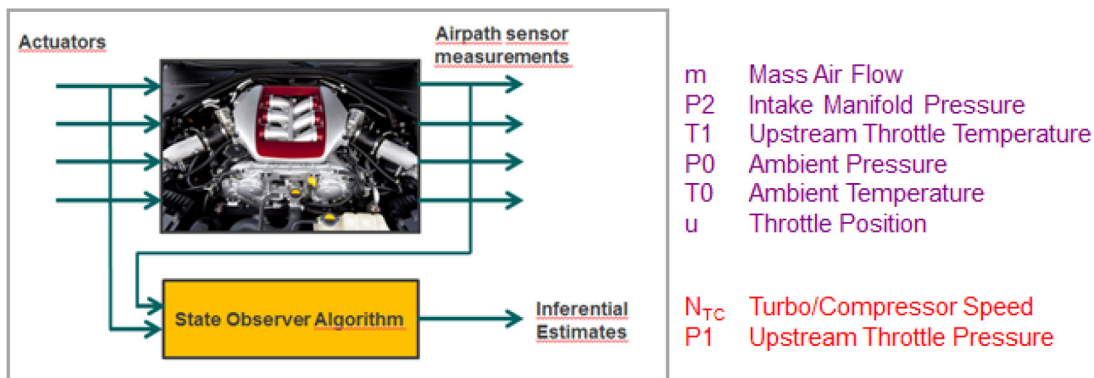 Actuators
Airpath sensor
measurements
State Observer Algorithm
Inferential
Estimates
m Mass Air Flow
P2 Intake Manifold Pressure
T1 Upstream Throttle Temperature
P0 Ambient Pressure
T0 Ambient Temperature
u Throttle Position
NTC Turbo/Compressor Speed
P1 Upstream Throttle Pressure